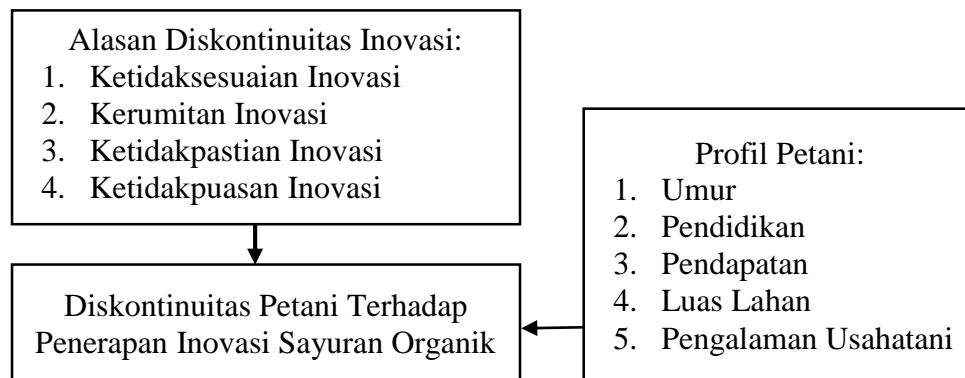 Alasan Diskontinuitas Inovasi:
1. Ketidaksesuaian Inovasi
2. Kerumitan Inovasi
3. Ketidakpastian Inovasi
4. Ketidakpuasan Inovasi
Diskontinuitas Petani Terhadap
Penerapan Inovasi Sayuran Organik
Profil Petani:
1. Umur
2. Pendidikan
3. Pendapatan
4. Luas Lahan
5. Pengalaman Usahatani